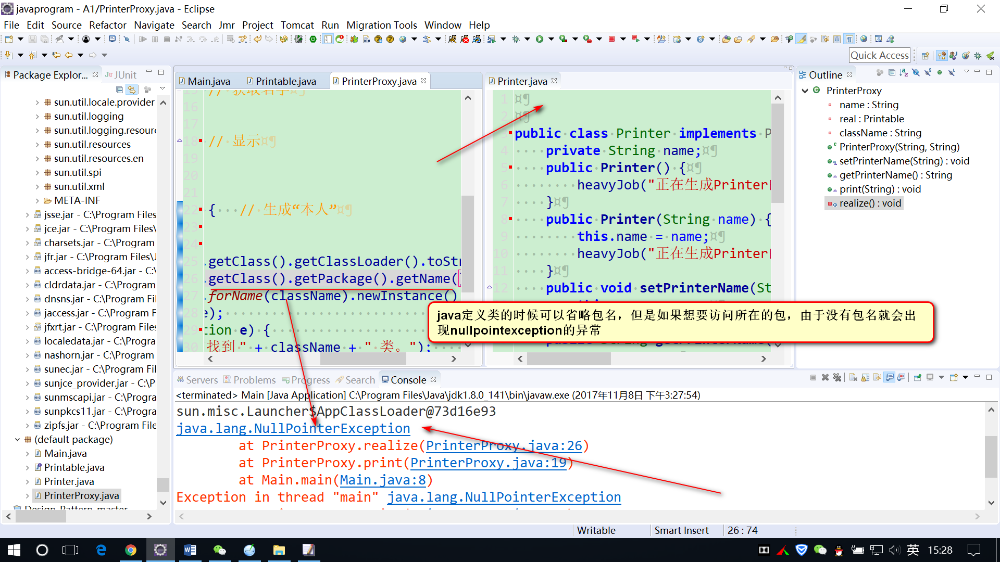 javaprogram - A1/PrinterProxy.java - Eclipse
File Edit Source Refactor Navigate Search Jmr Project Tomcat Run Migration Tools Window Help
Quick Access
Package Explor...
JUnit
sun.util.locale.provider
sun.util.logging
sun.util.logging.resourc
sun.util.resources
sun.util.resources.en
sun.util.spi
sun.util.xml
META-INF
jsse.jar - C:\Program Files
jce.jar - C:\Program Files\
charsets.jar - C:\Program
jfr.jar - C:\Program Files\J
access-bridge-64.jar - C:\
cldrdata.jar - C:\Program
dnsns.jar - C:\Program Fil
jaccess.jar - C:\Program F
jfxrt.jar - C:\Program Files
localedata.jar - C:\Progra
nashorn.jar - C:\Program
sunec.jar - C:\Program Fil
sunjce_provider.jar - C:\P
sunmscapi.jar - C:\Progra
sunpkcs11.jar - C:\Progra
zipfs.jar - C:\Program File
(default package)
Main.java
Printable.java
Printer.java
PrinterProxy.java
Design-Pattern-master
Main.java
Printable.java
PrinterProxy.java
15 // 获取名字¤¶
16
17
18 // 显示¤¶
19
20
21
22 { // 生成“本人”¤¶
23
24
25 .getClass().getClassLoader().toStr
26 .getClass().getPackage().getName()
27 .forName(className).newInstance()
28 e);
29 tion e) {
30 找到 " + className + " 类。");
Printer.java
1 ¤¶
2 ¤¶
3 public class Printer implements P
4 private String name;¤¶
5 public Printer() {¤¶
6 heavyJob("正在生成Printer
7 }¤¶
8 public Printer(String name) {
9 this.name = name;¤¶
10 heavyJob("正在生成Printer
11 }¤¶
12 public void setPrinterName(St
java定义类的时候可以省略包名，但是如果想要访问所在的包，由于没有包名就会出
现nullpointexception的异常
Outline
PrinterProxy
name : String
real : Printable
className : String
PrinterProxy(String, String)
setPrinterName(String) : void
getPrinterName() : String
print(String) : void
realize() : void
Servers Problems Progress Search Console
<terminated> Main [Java Application] C:\Program Files\Java\jdk1.8.0_141\bin\javaw.exe (2017年11月8日 下午3:27:54)
sun.misc.Launcher$AppClassLoader@73d16e93
java.lang.NullPointerException
at PrinterProxy.realize(PrinterProxy.java:26)
at PrinterProxy.print(PrinterProxy.java:19)
at Main.main(Main.java:8)
Exception in thread "main" java.lang.NullPointerException
Writable
Smart Insert
26 : 74
英
15:28